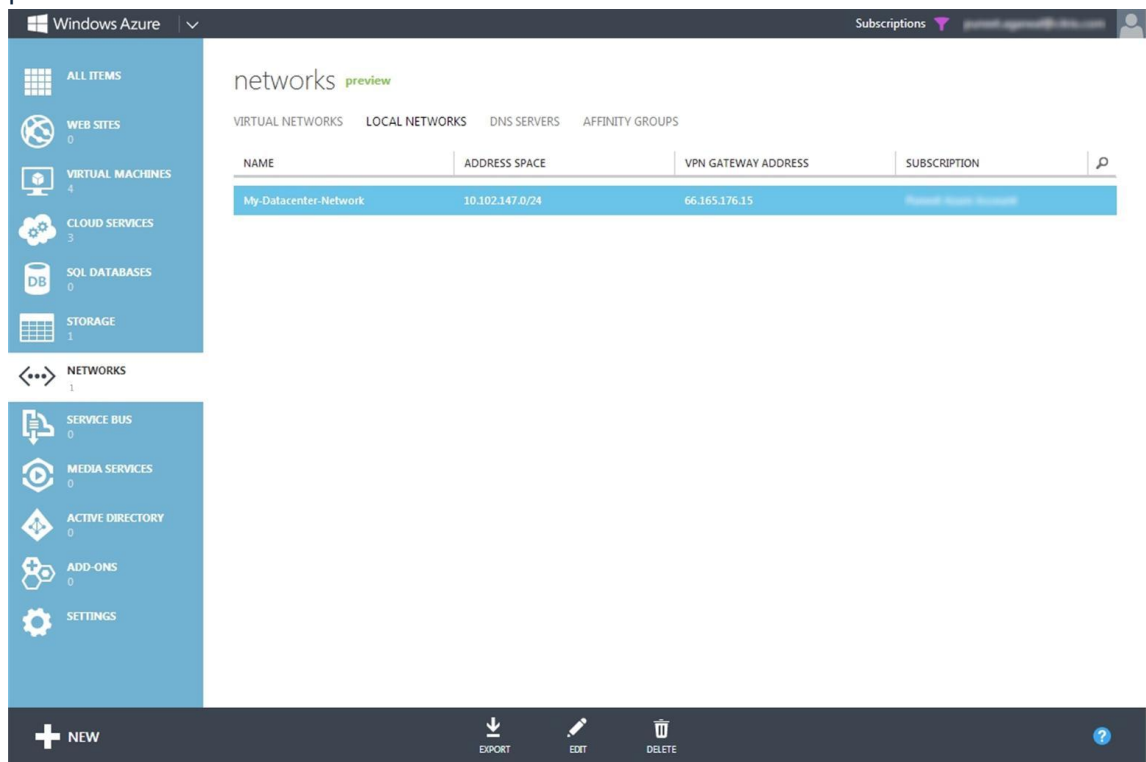 Windows Azure
Subscriptions
ALL ITEMS
WEB SITES
0
VIRTUAL MACHINES
4
CLOUD SERVICES
3
DB
SQL DATABASES
0
STORAGE
1
NETWORKS
1
SERVICE BUS
0
MEDIA SERVICES
0
ACTIVE DIRECTORY
0
ADD-ONS
0
SETTINGS
networks preview
VIRTUAL NETWORKS LOCAL NETWORKS DNS SERVERS AFFINITY GROUPS
NAME ADDRESS SPACE VPN GATEWAY ADDRESS SUBSCRIPTION
My-Datacenter-Network 10.102.147.0/24 66.165.176.15
NEW
EXPORT EDIT DELETE
?